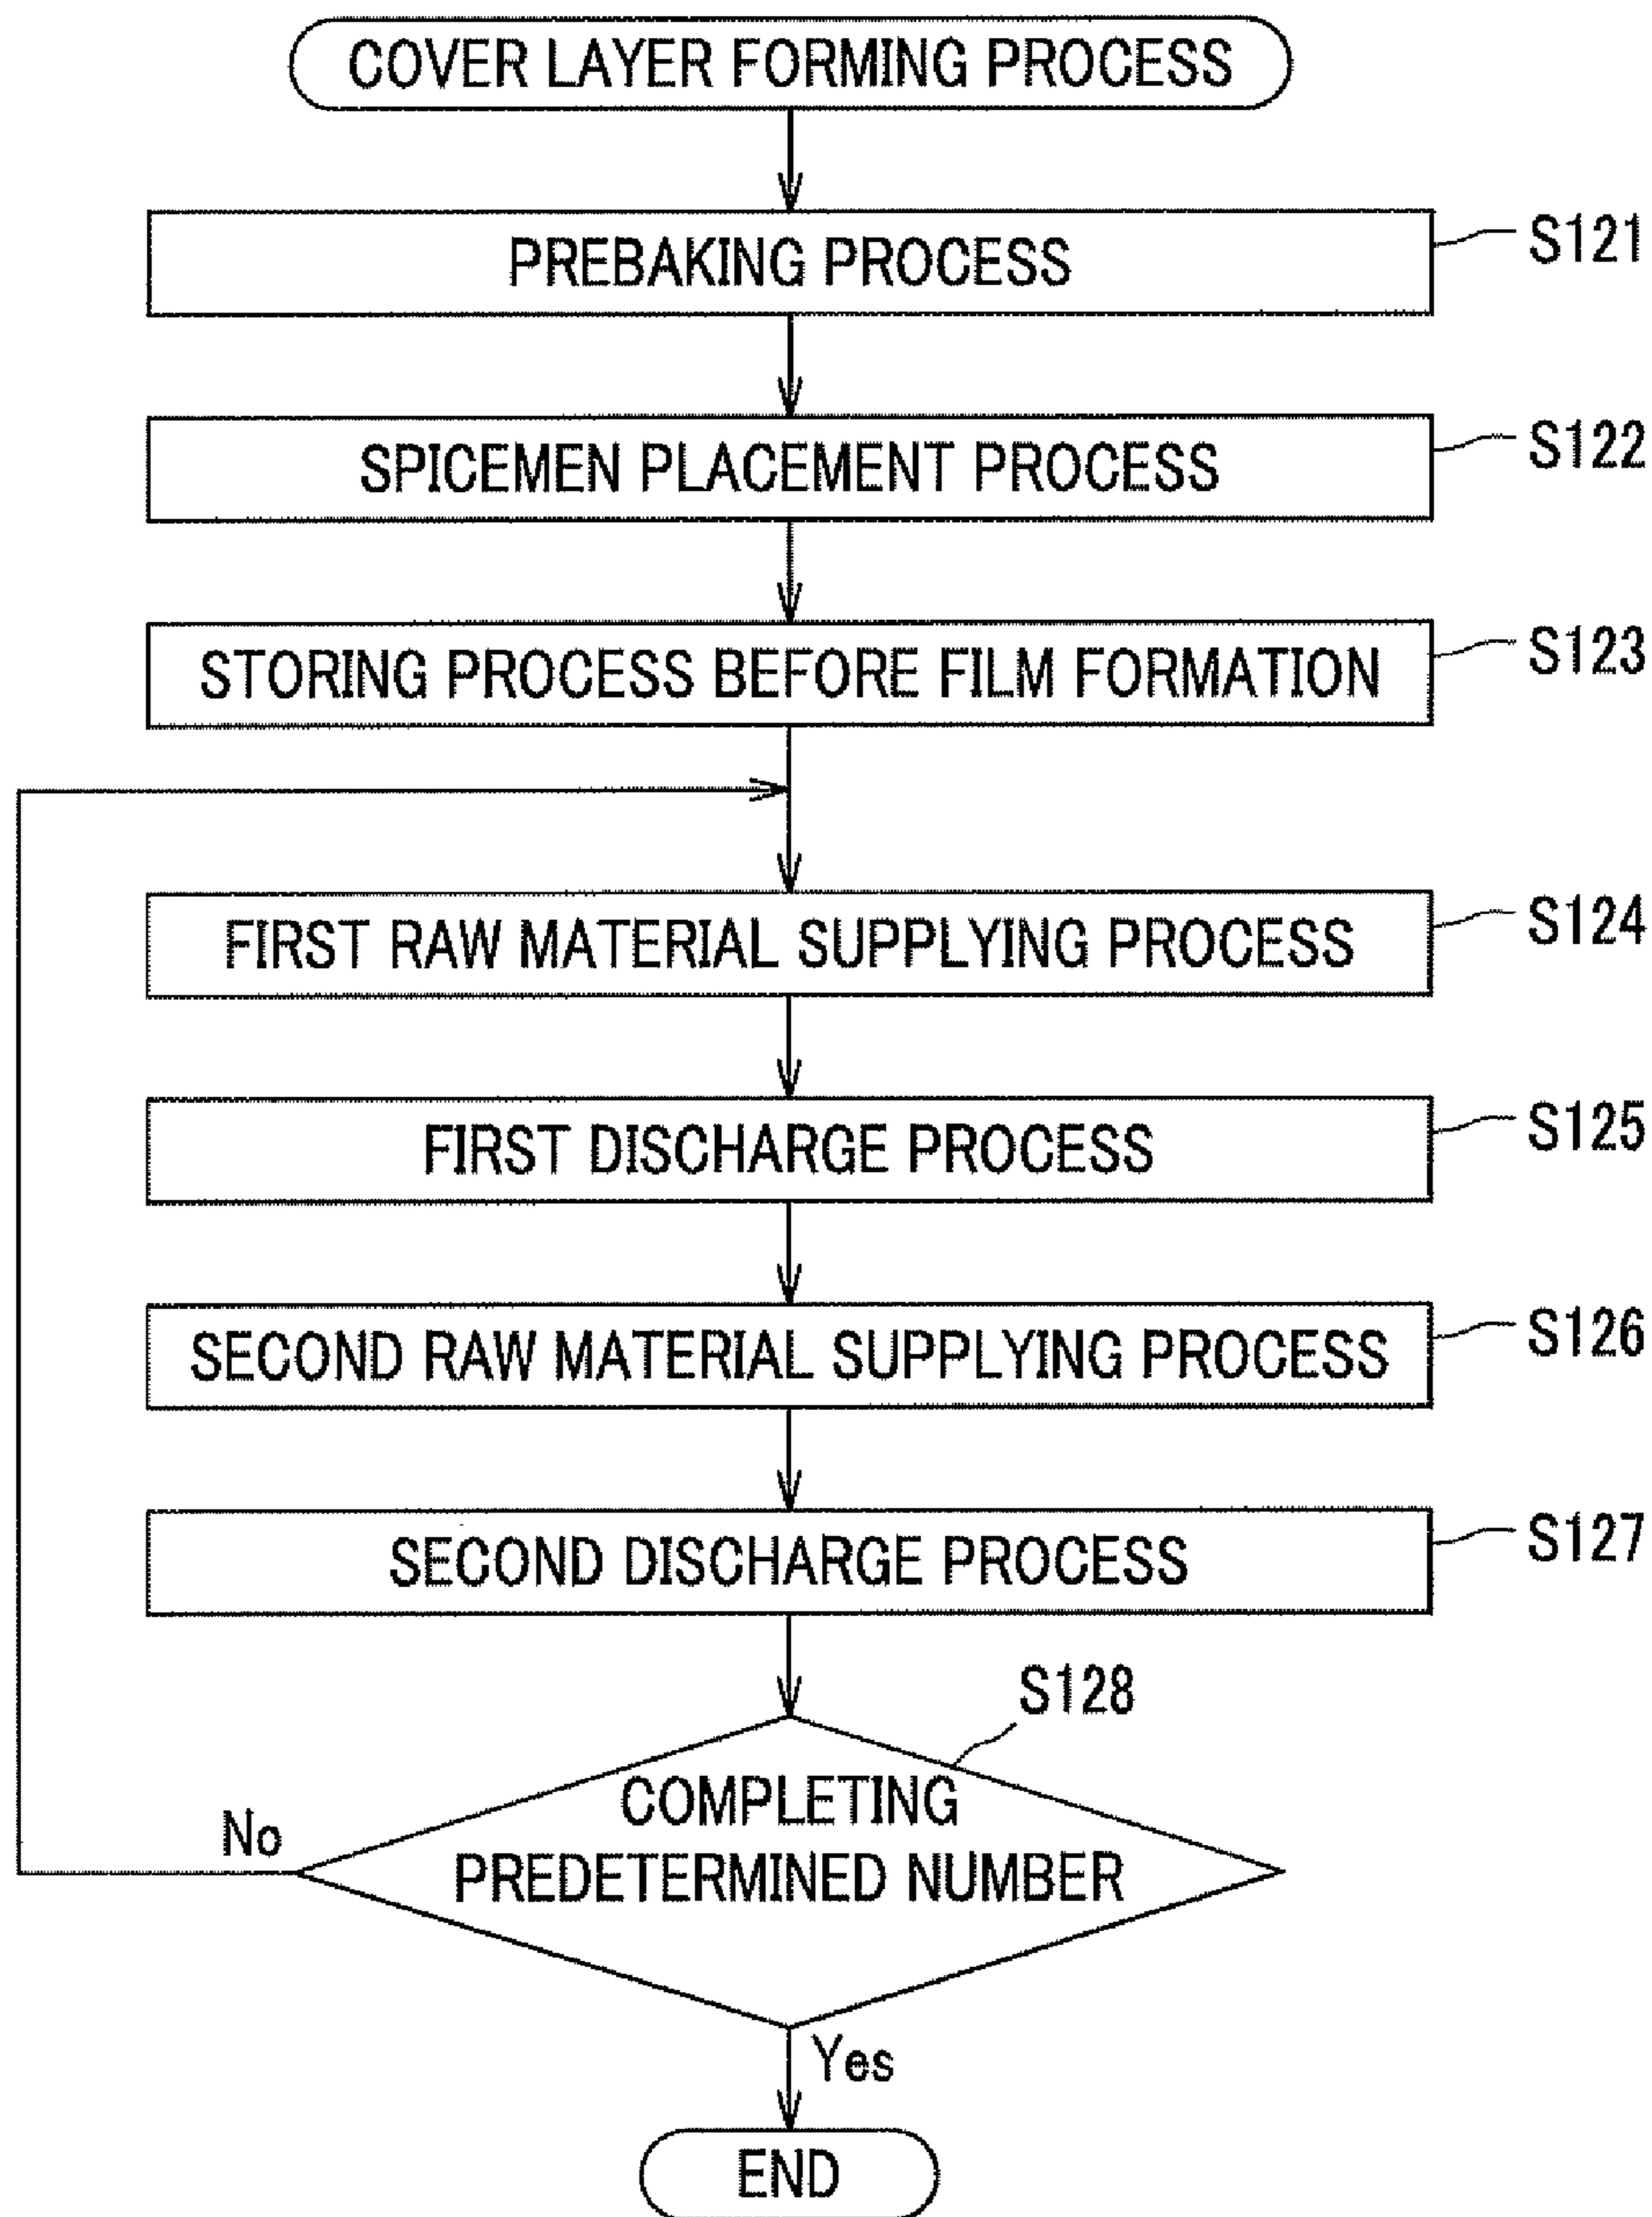 COVER LAYER FORMING PROCESS
PREBAKING PROCESS
S121
SPICEMEN PLACEMENT PROCESS
S122
STORING PROCESS BEFORE FILM FORMATION
S123
FIRST RAW MATERIAL SUPPLYING PROCESS
S124
FIRST DISCHARGE PROCESS
S125
SECOND RAW MATERIAL SUPPLYING PROCESS
S126
SECOND DISCHARGE PROCESS
S127
S128
COMPLETING
PREDETERMINED NUMBER
No
Yes
END